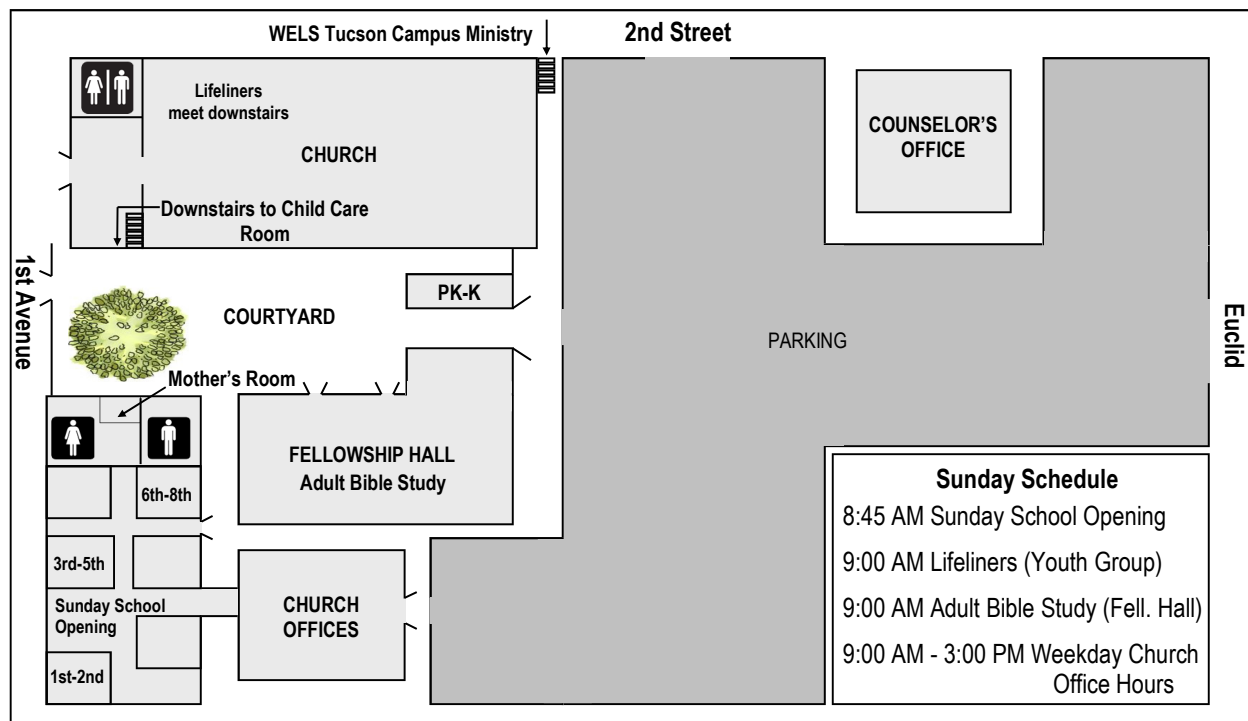 WELS Tucson Campus Ministry
2nd Street
Lifeliners
meet downstairs
CHURCH
COUNSELOR'S
OFFICE
Downstairs to Child Care
Room
1st Avenue
PK-K
COURTYARD
PARKING
Euclid
Mother's Room
FELLOWSHIP HALL
Adult Bible Study
6th-8th
3rd-5th
Sunday School
Opening
CHURCH
OFFICES
1st-2nd
Sunday Schedule
8:45 AM Sunday School Opening
9:00 AM Lifeliners (Youth Group)
9:00 AM Adult Bible Study (Fell. Hall)
9:00 AM - 3:00 PM Weekday Church
Office Hours